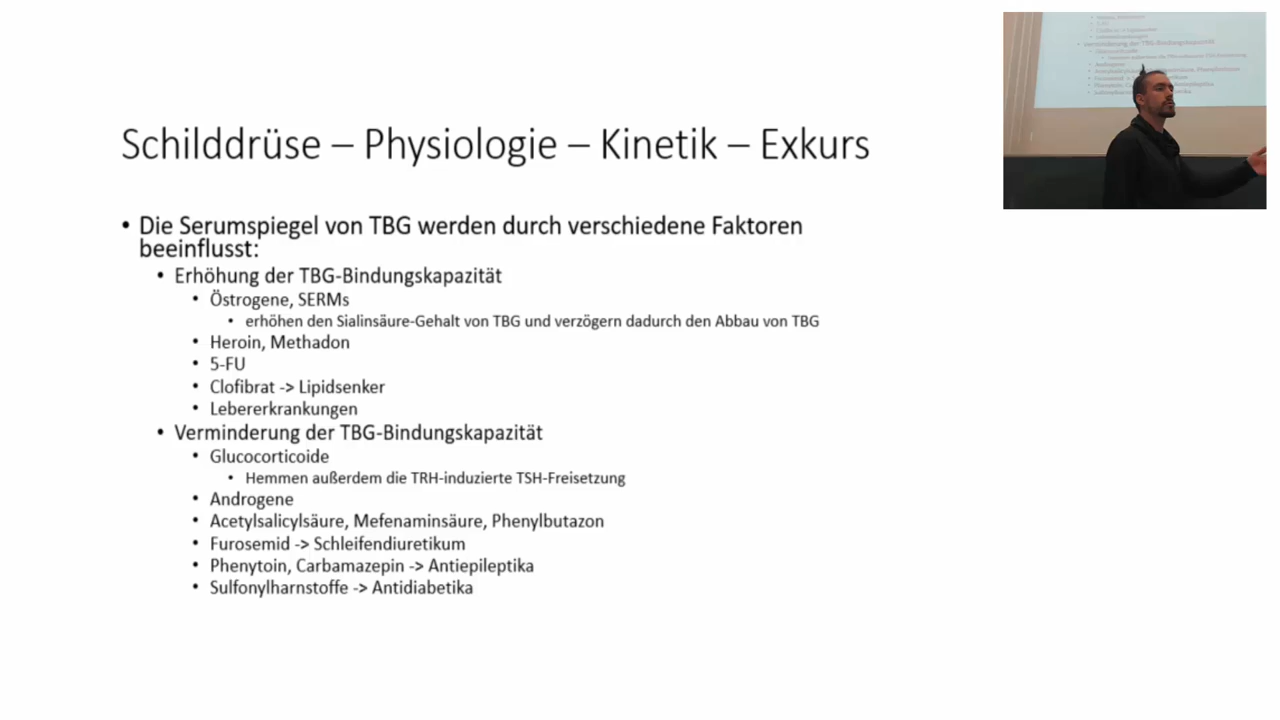 Schilddrüse – Physiologie – Kinetik – Exkurs
• Die Serumspiegel von TBG werden durch verschiedene Faktoren
beeinflusst:
• Erhöhung der TBG-Bindungskapazität
• Östrogene, SERMs
• erhöhen den Sialinsäure-Gehalt von TBG und verzögern dadurch den Abbau von TBG
• Heroin, Methadon
• 5-FU
• Clofibrat -> Lipidsenker
• Lebererkrankungen
• Verminderung der TBG-Bindungskapazität
• Glucocorticoide
• Hemmen außerdem die TRH-induzierte TSH-Freisetzung
• Androgene
• Acetylsalicylsäure, Mefenaminsäure, Phenylbutazon
• Furosemid -> Schleifendiuretikum
• Phenytoin, Carbamazepin -> Antiepileptika
• Sulfonylharnstoffe -> Antidiabetika